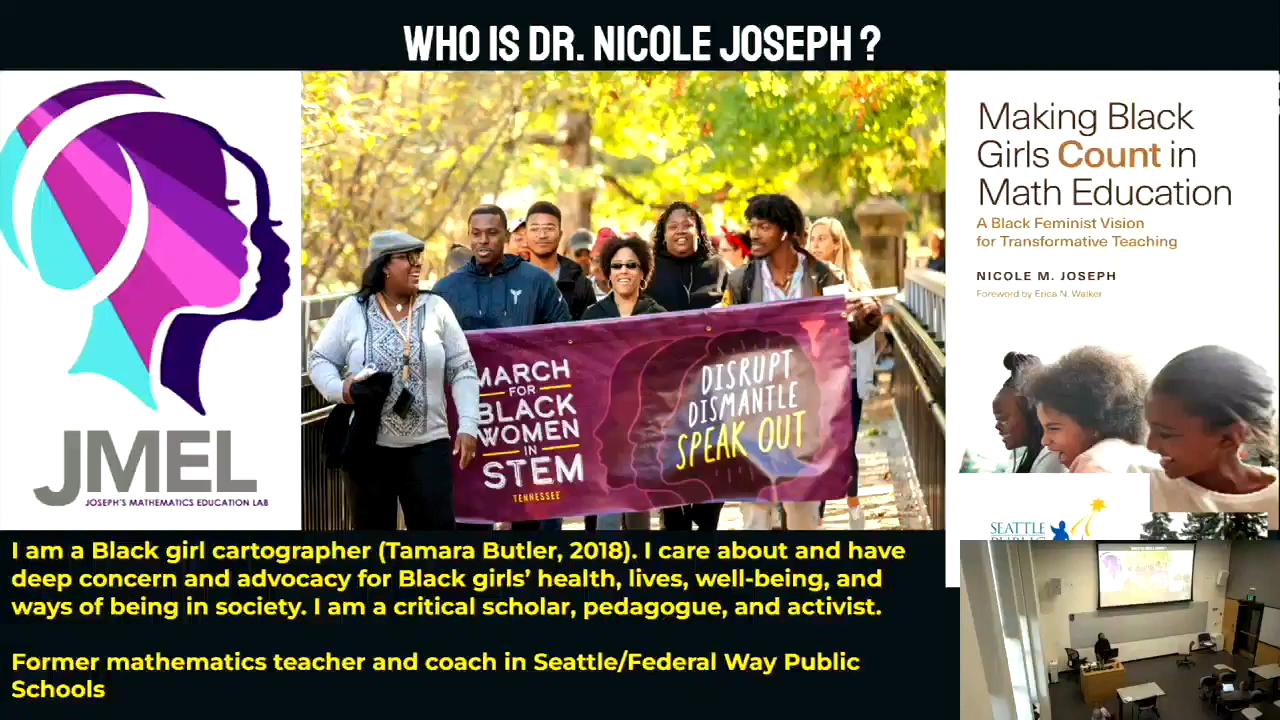 WHO IS DR. NICOLE JOSEPH ?
JMEL
JOSEPH'S MATHEMATICS EDUCATION LAB
MARCH
FOR
BLACK
WOMEN
IN
STEM
TENNESSEE
DISRUPT
DISMANTLE
SPEAK OUT
Making Black
Girls Count in
Math Education
A Black Feminist Vision
for Transformative Teaching
NICOLE M. JOSEPH
Foreword by Erica N. Walker
SEATTLE
I am a Black girl cartographer (Tamara Butler, 2018). I care about and have
deep concern and advocacy for Black girls' health, lives, well-being, and
ways of being in society. I am a critical scholar, pedagogue, and activist.
Former mathematics teacher and coach in Seattle/Federal Way Public
Schools